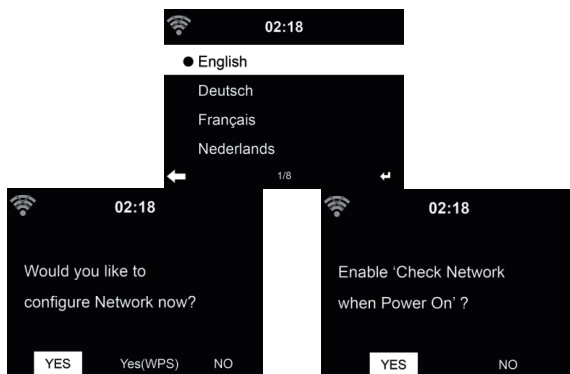 02:18
English
Deutsch
Français
Nederlands
1/8
02:18
Would you like to
configure Network now?
YES Yes(WPS) NO
02:18
Enable ‘Check Network
when Power On’ ?
YES NO